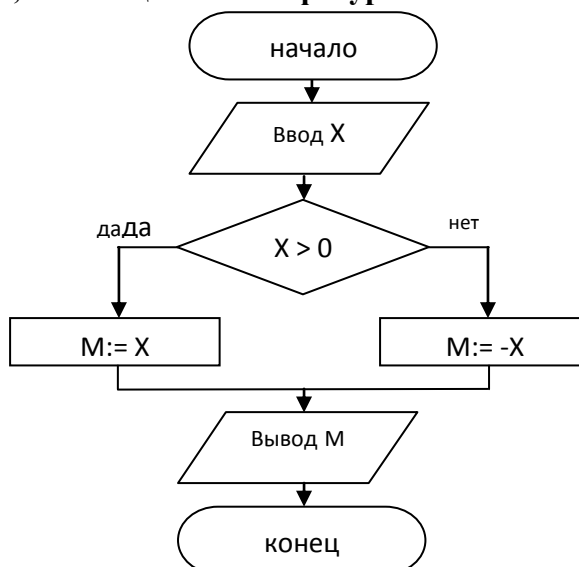 начало
Ввод X
дада
X > 0
нет
M:= X
M:= -X
Вывод М
конец